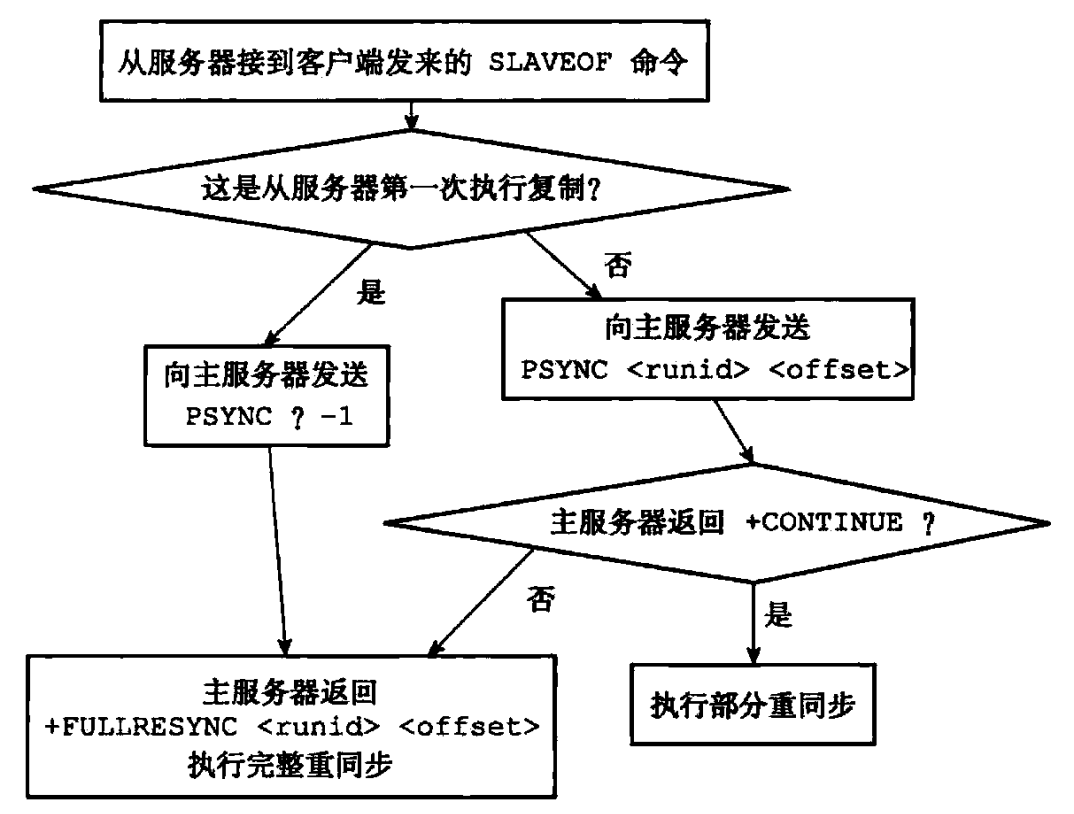 从服务器接到客户端发来的 SLAVEOF 命令
这是从服务器第一次执行复制?
是
否
向主服务器发送
PSYNC ? -1
向主服务器发送
PSYNC <runid> <offset>
主服务器返回 +CONTINUE ?
否
是
主服务器返回
+FULLRESYNC <runid> <offset>
执行完整重同步
执行部分重同步